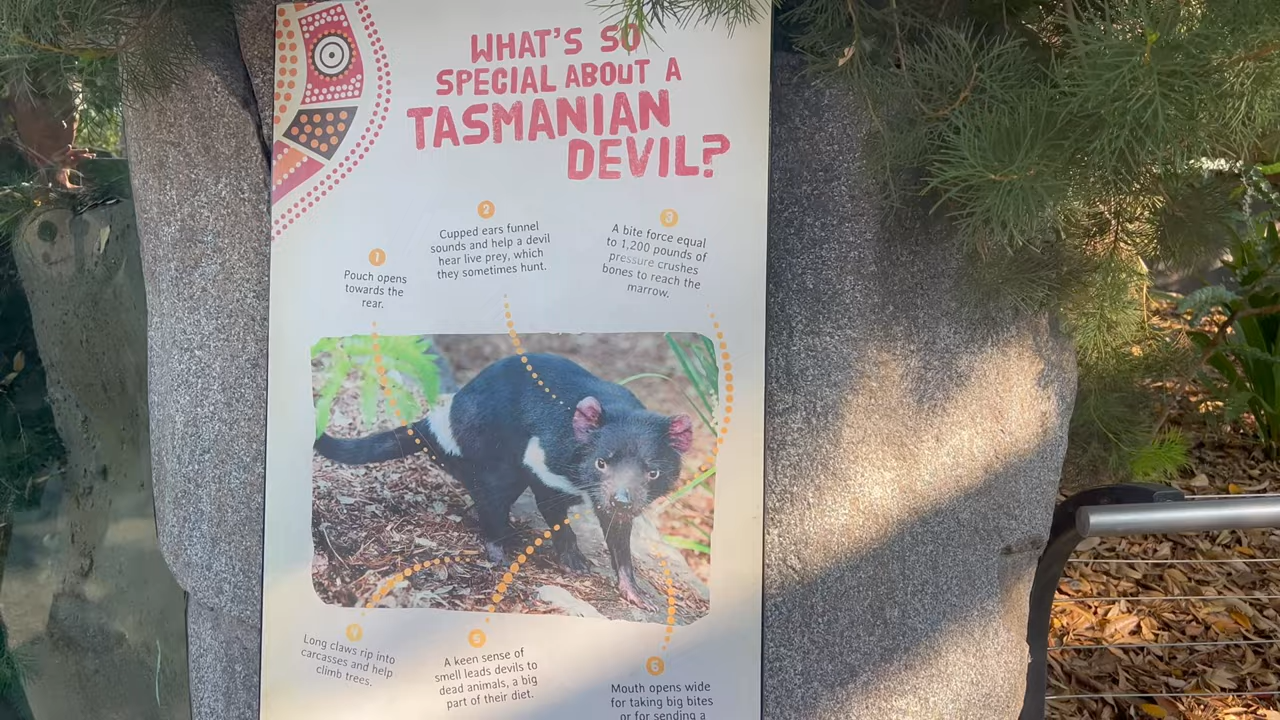 WHAT'S SO
SPECIAL ABOUT A
TASMANIAN
DEVIL?
1
Pouch opens
towards the
rear.
2
Cupped ears funnel
sounds and help a devil
hear live prey, which
they sometimes hunt.
3
A bite force equal
to 1,200 pounds of
pressure crushes
bones to reach the
marrow.
4
Long claws rip into
carcasses and help
climb trees.
5
A keen sense of
smell leads devils to
dead animals, a big
part of their diet.
6
Mouth opens wide
for taking big bites
or for sending a